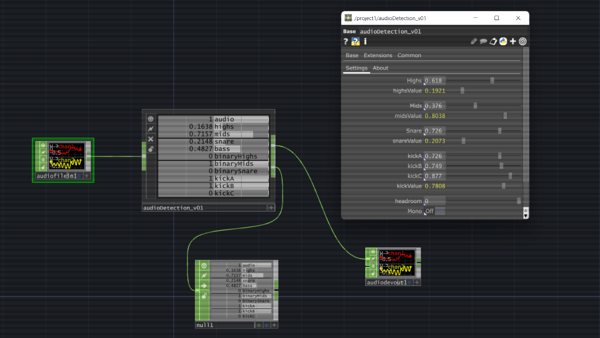 /project1/audioDetection_v01
Base audioDetection_v01
? i
Base Extensions Common
Settings About
Highs 0.618
highsValue 0.1921
Mids 0.376
midsValue 0.8038
Snare 0.726
snareValue 0.2073
kickA 0.726
kickB 0.749
kickC 0.877
kickValue 0.7808
headroom 0
Mono Off
1 audio
0.1638 highs
0.7157 mids
0.2148 snare
0.4827 bass
0 binaryHighs
1 binaryMids
0 binarySnare
1 kickA
1 kickB
0 kickC
audioDetection_v01
audiofilein1
audiodevout1
null1